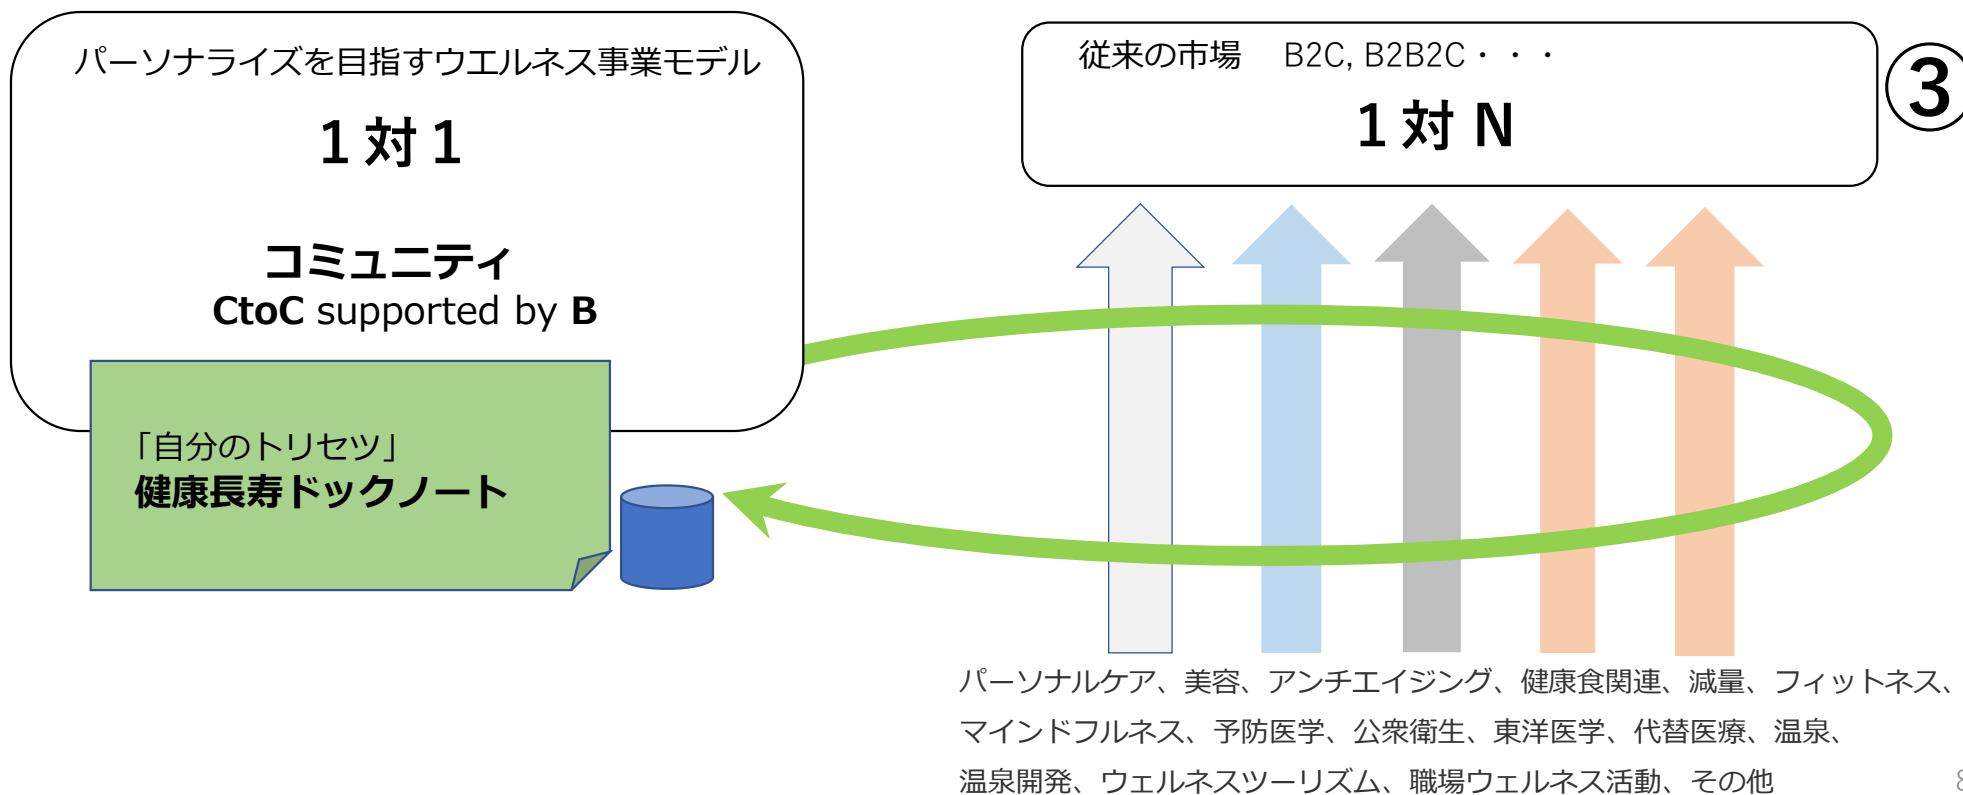 パーソナライズを目指すウエルネス事業モデル
1 対 1
コミュニティ
CtoC supported by B
「自分のトリセツ」
健康長寿ドックノート
従来の市場 B2C, B2B2C・・・
1 対 N
③
パーソナルケア、美容、アンチエイジング、健康食関連、減量、フィットネス、
マインドフルネス、予防医学、公衆衛生、東洋医学、代替医療、温泉、
温泉開発、ウェルネスツーリズム、職場ウェルネス活動、その他
8